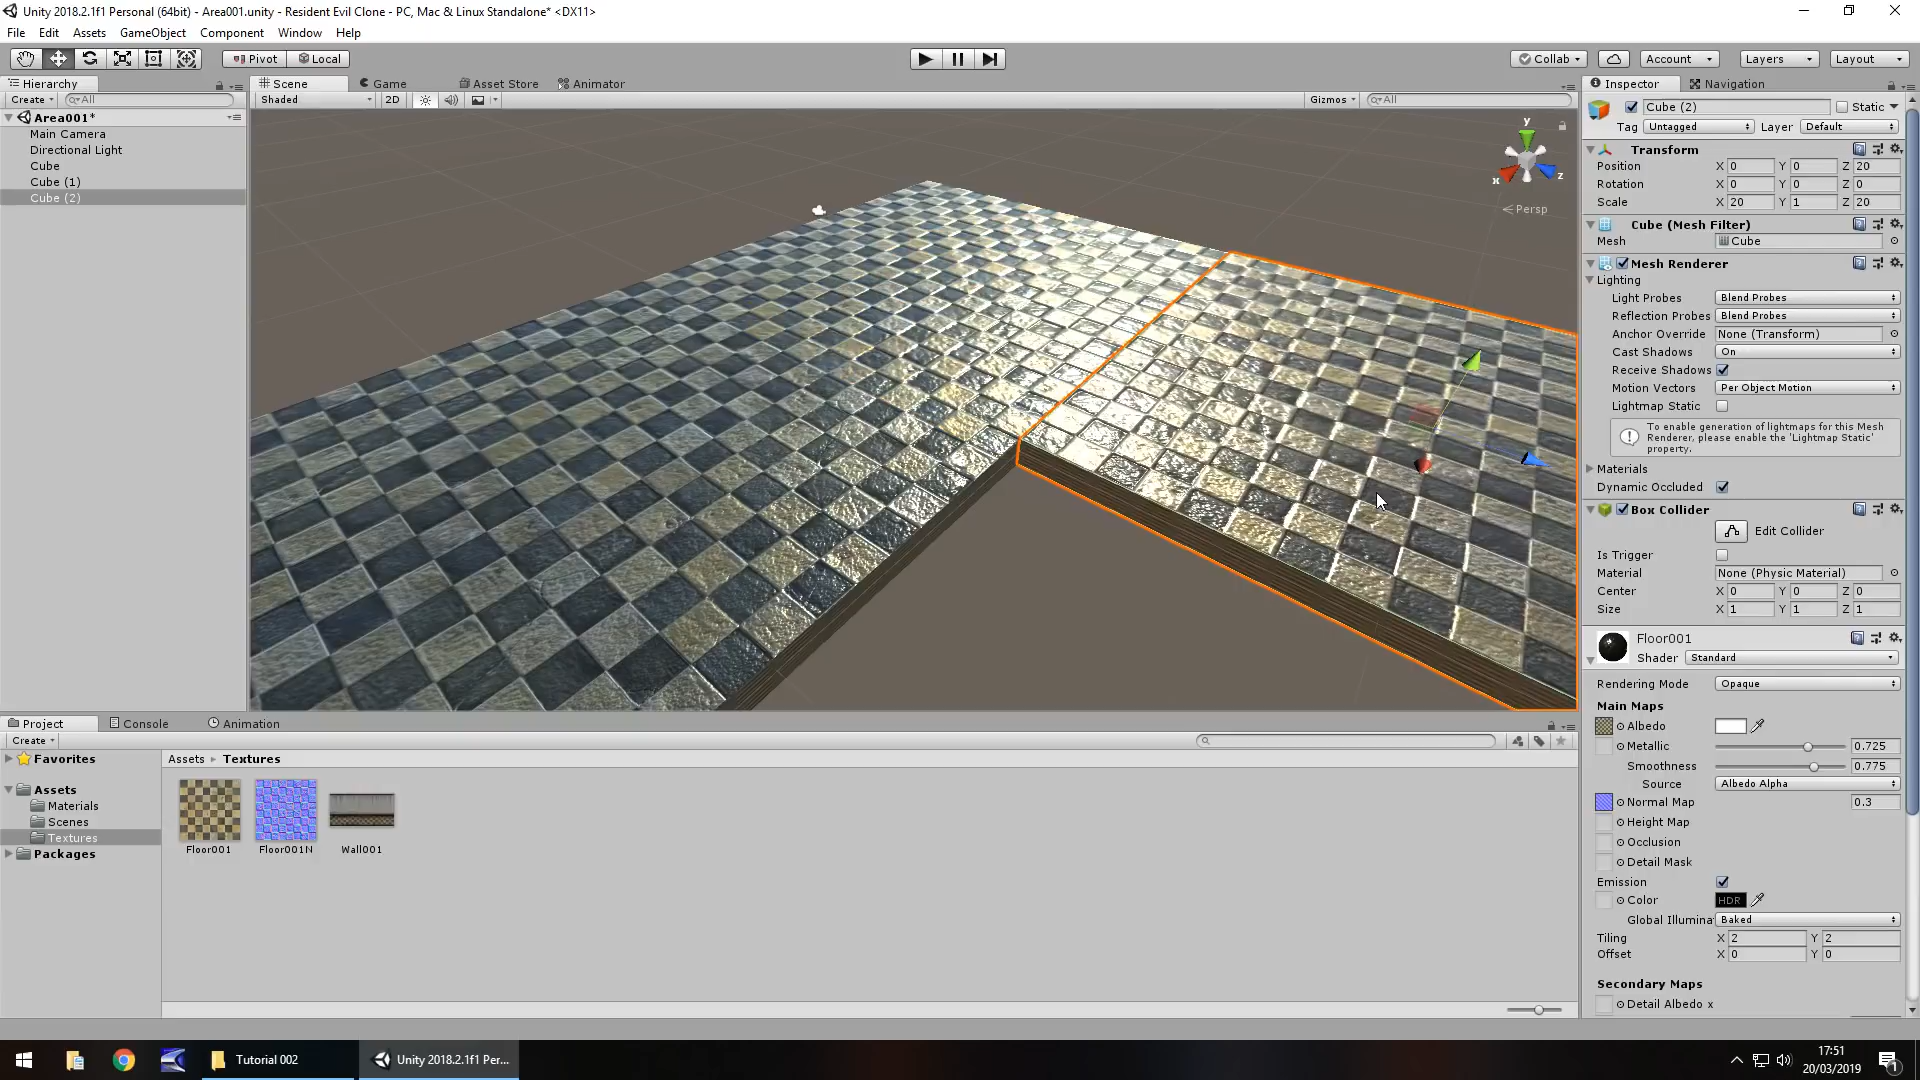 Unity 2018.2.1f1 Personal (64bit) - Area001.unity - Resident Evil Clone - PC, Mac & Linux Standalone* <DX11>
File Edit Assets GameObject Component Window Help
Pivot Local Collab Account Layers Layout
Hierarchy Scene Game Asset Store Animator Inspector Navigation
Create All Shaded 2D Gizmos All
Area001*
Main Camera
Directional Light
Cube
Cube (1)
Cube (2)
y
x z
Persp
Cube (2) Static
Tag Untagged Layer Default
Transform
Position X 0 Y 0 Z 20
Rotation X 0 Y 0 Z 0
Scale X 20 Y 1 Z 20
Cube (Mesh Filter)
Mesh Cube
Mesh Renderer
Lighting
Light Probes Blend Probes
Reflection Probes Blend Probes
Anchor Override None (Transform)
Cast Shadows On
Receive Shadows
Motion Vectors Per Object Motion
Lightmap Static
To enable generation of lightmaps for this Mesh
Renderer, please enable the 'Lightmap Static'
property.
Materials
Dynamic Occluded
Box Collider
Edit Collider
Is Trigger
Material None (Physic Material)
Center X 0 Y 0 Z 0
Size X 1 Y 1 Z 1
Floor001
Shader Standard
Rendering Mode Opaque
Main Maps
Albedo
Metallic 0.725
Smoothness 0.775
Source Albedo Alpha
Normal Map 0.3
Height Map
Occlusion
Detail Mask
Emission
Color HDR
Global Illumina Baked
Tiling X 2 Y 2
Offset X 0 Y 0
Secondary Maps
Detail Albedo x
Project Console Animation
Create
Favorites
Assets
Materials
Scenes
Textures
Packages
Assets Textures
Floor001 Floor001N Wall001
Tutorial 002 Unity 2018.2.1f1 Per...
17:51
20/03/2019
1